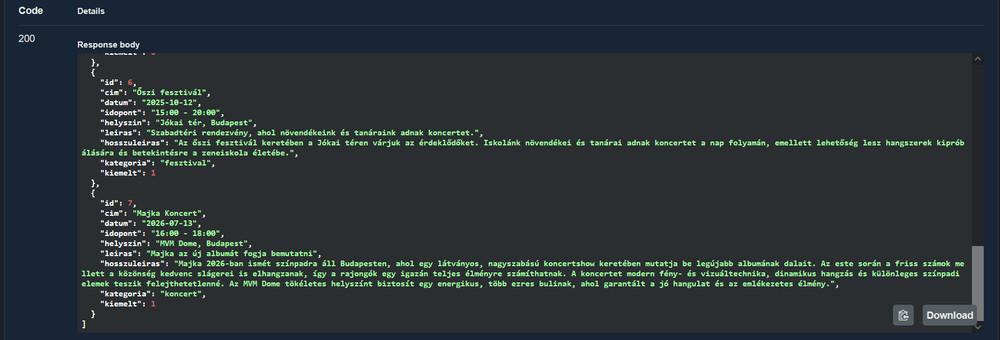 Code Details
200
Response body
"kiemelt":
},
{
"id": 6,
"cim": "Őszi fesztivál",
"datum": "2025-10-12",
"idopont": "15:00 - 20:00",
"helyszin": "Jókai tér, Budapest",
"leiras": "Szabadtéri rendezvény, ahol növendékeink és tanáraink adnak koncertet.",
"hosszuleiras": "Az őszi fesztivál keretében a Jókai téren várjuk az érdeklődőket. Iskolánk növendékei és tanárai adnak koncertet a nap folyamán, emellett lehetőség lesz hangszerek kiprób
álására és betekintésre a zeneiskola életébe.",
"kategoria": "fesztival",
"kiemelt": 1
},
{
"id": 7,
"cim": "Majka Koncert",
"datum": "2026-07-13",
"idopont": "16:00 - 18:00",
"helyszin": "MVM Dome, Budapest",
"leiras": "Majka az új albumát fogja bemutatni",
"hosszuleiras": "Majka 2026-ban ismét színpadra áll Budapesten, ahol egy látványos, nagyszabású koncertshow keretében mutatja be legújabb albumának dalait. Az este során a friss számok me
llett a közönség kedvenc slágerei is elhangzanak, így a rajongók egy igazán teljes élményre számíthatnak. A koncertet modern fény- és vizuáltechnika, dinamikus hangzás és különleges színpadi
elemek teszik felejthetetlenné. Az MVM Dome tökéletes helyszínt biztosít egy energikus, több ezres bulinak, ahol garantált a jó hangulat és az emlékezetes élmény.",
"kategoria": "koncert",
"kiemelt": 1
}
]
Download